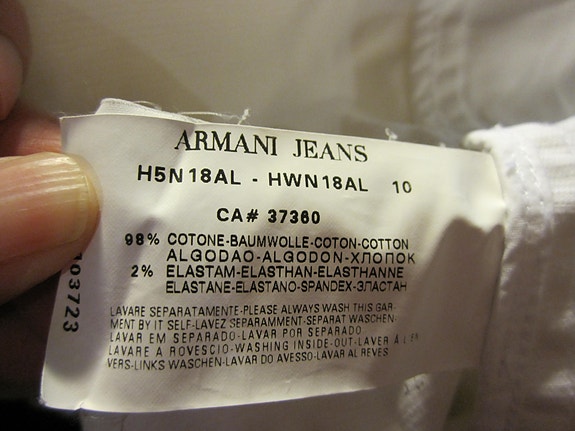 ARMANI JEANS
H5N18AL - HWN18AL 10
CA# 37360
98% COTONE-BAUMWOLLE-COTON-COTTON
ALGODAO-ALGODON-ХЛОПОК
2% ELASTAM-ELASTHAN-ELASTHANNE
ELASTANE-ELASTANO-SPANDEX-ЭЛАСТАН
LAVARE SEPARATAMENTE-PLEASE ALWAYS WASH THIS GAR-
MENT BY IT SELF-LAVEZ SEPARAMMENT-SEPARAT WASCHEN
LAVAR EM SEPARADO-LAVAR POR SEPARADO
LAVARE A ROVESCIO-WASHING INSIDE-OUT-LAVER A L'
VERS-LINKS WASCHEN-LAVAR DO AVESSO-LAVAR AL REVES
03723